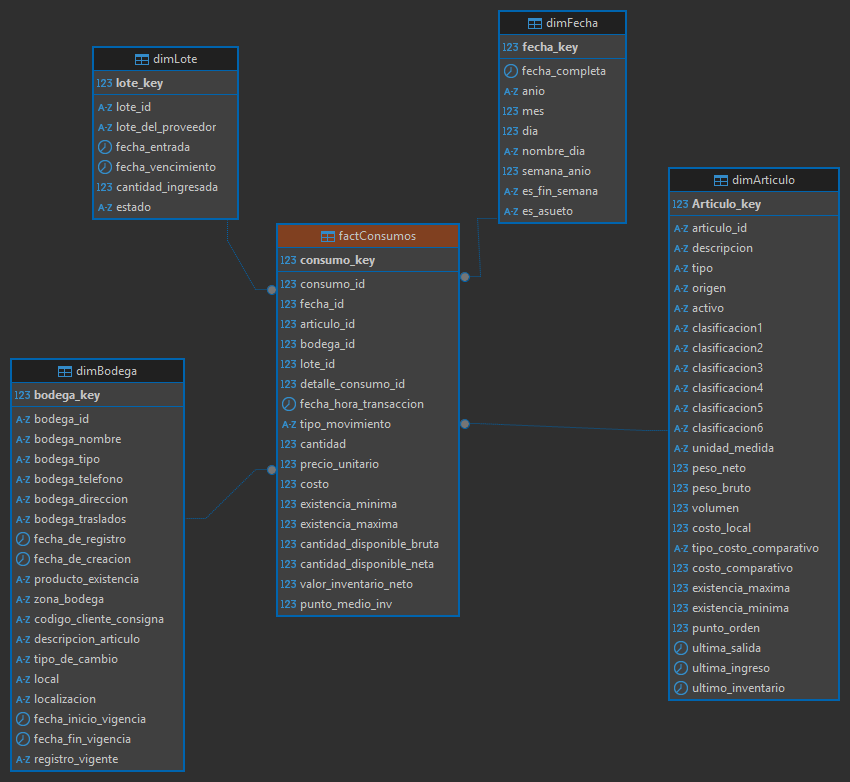 dimLote
123 lote_key
A-Z lote_id
A-Z lote_del_proveedor
fecha_entrada
fecha_vencimiento
123 cantidad_ingresada
A-Z estado
dimFecha
123 fecha_key
fecha_completa
A-Z anio
123 mes
123 dia
A-Z nombre_dia
123 semana_anio
A-Z es_fin_semana
A-Z es_asueto
factConsumos
123 consumo_key
123 consumo_id
123 fecha_id
123 articulo_id
123 bodega_id
123 lote_id
123 detalle_consumo_id
fecha_hora_transaccion
A-Z tipo_movimiento
123 cantidad
123 precio_unitario
123 costo
123 existencia_minima
123 existencia_maxima
123 cantidad_disponible_bruta
123 cantidad_disponible_neta
123 valor_inventario_neto
123 punto_medio_inv
dimArticulo
123 Articulo_key
A-Z articulo_id
A-Z descripcion
A-Z tipo
A-Z origen
A-Z activo
A-Z clasificacion1
A-Z clasificacion2
A-Z clasificacion3
A-Z clasificacion4
A-Z clasificacion5
A-Z clasificacion6
A-Z unidad_medida
123 peso_neto
123 peso_bruto
123 volumen
123 costo_local
A-Z tipo_costo_comparativo
123 costo_comparativo
123 existencia_maxima
123 existencia_minima
123 punto_orden
ultima_salida
ultima_ingreso
ultimo_inventario
dimBodega
123 bodega_key
A-Z bodega_id
A-Z bodega_nombre
A-Z bodega_tipo
A-Z bodega_telefono
A-Z bodega_direccion
A-Z bodega_traslados
fecha_de_registro
fecha_de_creacion
A-Z producto_existencia
A-Z zona_bodega
A-Z codigo_cliente_consigna
A-Z descripcion_articulo
A-Z tipo_de_cambio
A-Z local
A-Z localizacion
fecha_inicio_vigencia
fecha_fin_vigencia
A-Z registro_vigente